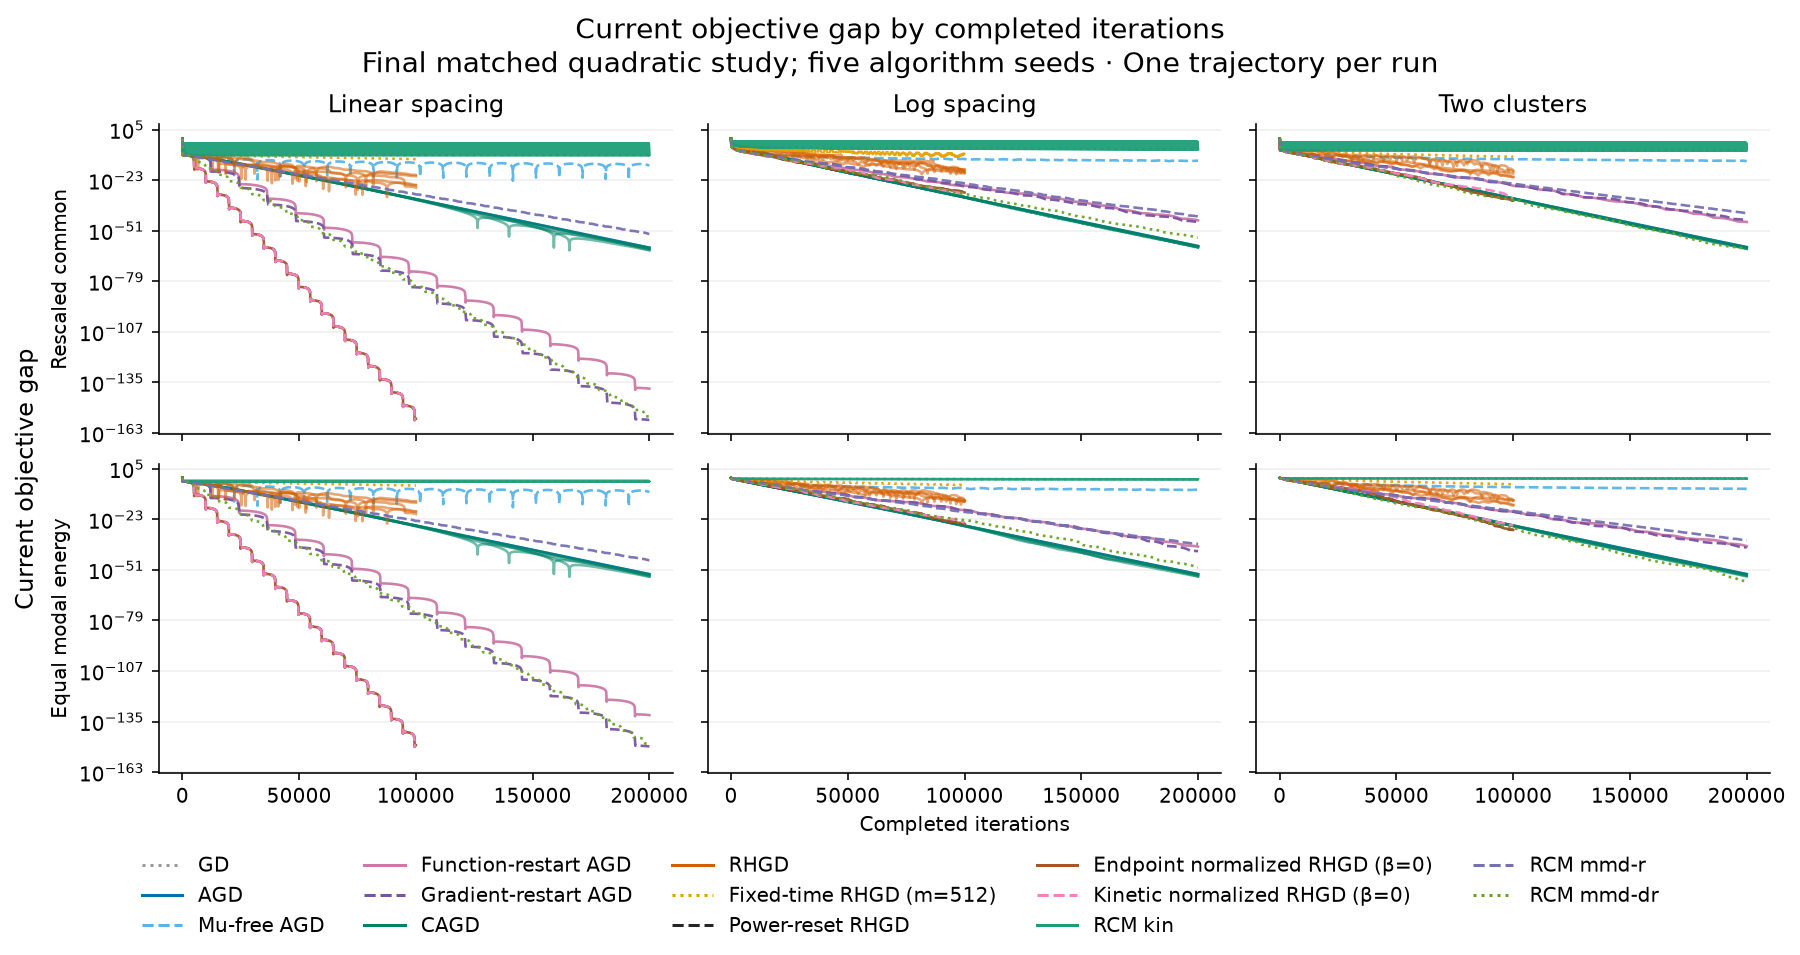 Current objective gap by completed iterations
Final matched quadratic study; five algorithm seeds · One trajectory per run
Linear spacing
Log spacing
Two clusters
Current objective gap
Rescaled common
10^5
10^−23
10^−51
10^−79
10^−107
10^−135
10^−163
Equal modal energy
10^5
10^−23
10^−51
10^−79
10^−107
10^−135
10^−163
0 50000 100000 150000 200000
0 50000 100000 150000 200000
0 50000 100000 150000 200000
Completed iterations
GD
AGD
Mu-free AGD
Function-restart AGD
Gradient-restart AGD
CAGD
RHGD
Fixed-time RHGD (m=512)
Power-reset RHGD
Endpoint normalized RHGD (β=0)
Kinetic normalized RHGD (β=0)
RCM kin
RCM mmd-r
RCM mmd-dr